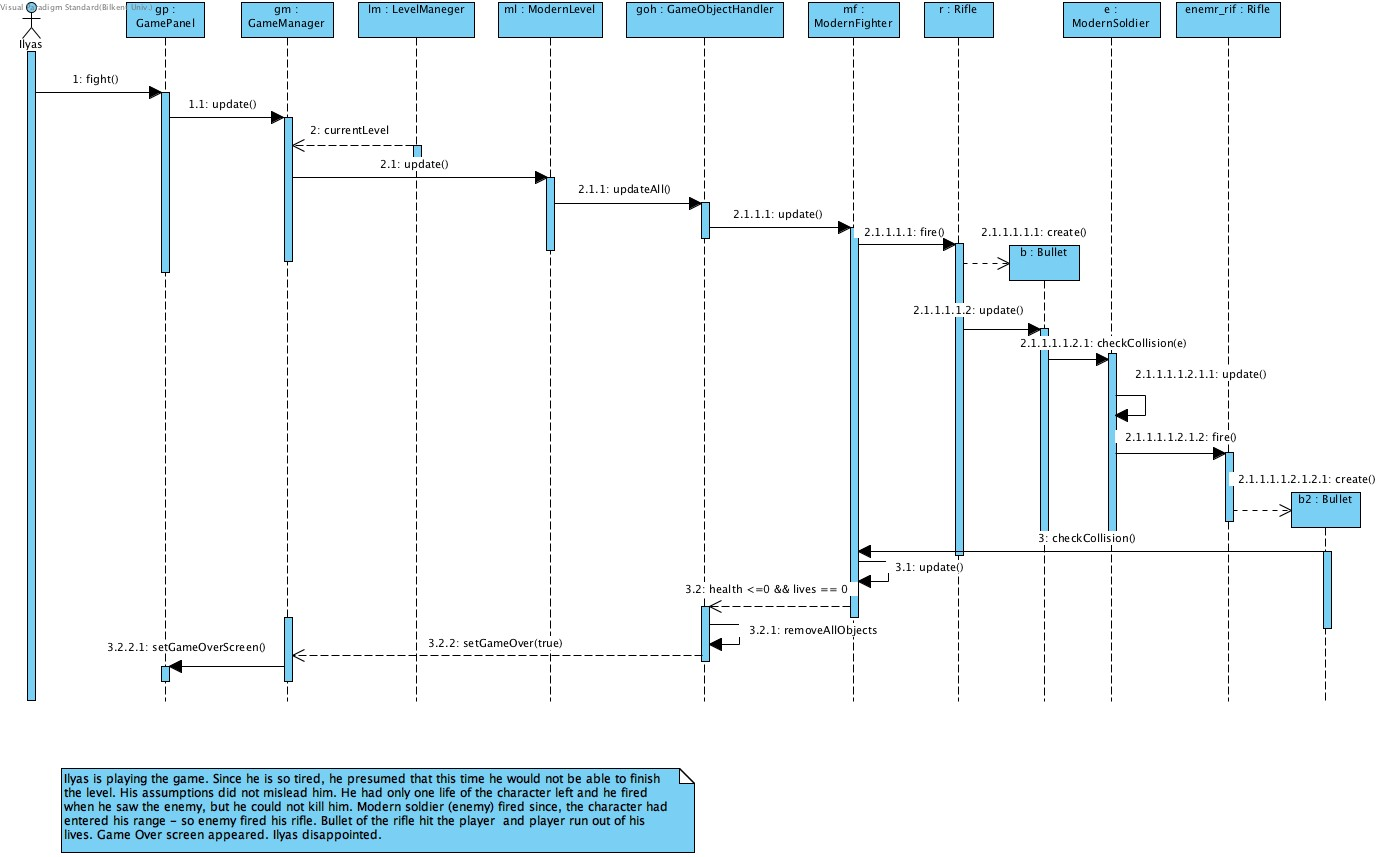 Visual Paradigm Standard(Bilkent Univ.)
Ilyas
gp :
GamePanel
gm :
GameManager
lm : LevelManeger
ml : ModernLevel
goh : GameObjectHandler
mf :
ModernFighter
r : Rifle
e :
ModernSoldier
enemr_rif : Rifle
1: fight()
1.1: update()
2: currentLevel
2.1: update()
2.1.1: updateAll()
2.1.1.1: update()
2.1.1.1.1: fire()
2.1.1.1.1.1: create()
b : Bullet
2.1.1.1.1.2: update()
2.1.1.1.1.2.1: checkCollision(e)
2.1.1.1.1.2.1.1: update()
2.1.1.1.1.2.1.2: fire()
2.1.1.1.1.2.1.2.1: create()
b2 : Bullet
3: checkCollision()
3.1: update()
3.2: health <=0 && lives == 0
3.2.1: removeAllObjects
3.2.2: setGameOver(true)
3.2.2.1: setGameOverScreen()
Ilyas is playing the game. Since he is so tired, he presumed that this time he would not be able to finish
the level. His assumptions did not mislead him. He had only one life of the character left and he fired
when he saw the enemy, but he could not kill him. Modern soldier (enemy) fired since, the character had
entered his range – so enemy fired his rifle. Bullet of the rifle hit the player  and player run out of his
lives. Game Over screen appeared. Ilyas disappointed.